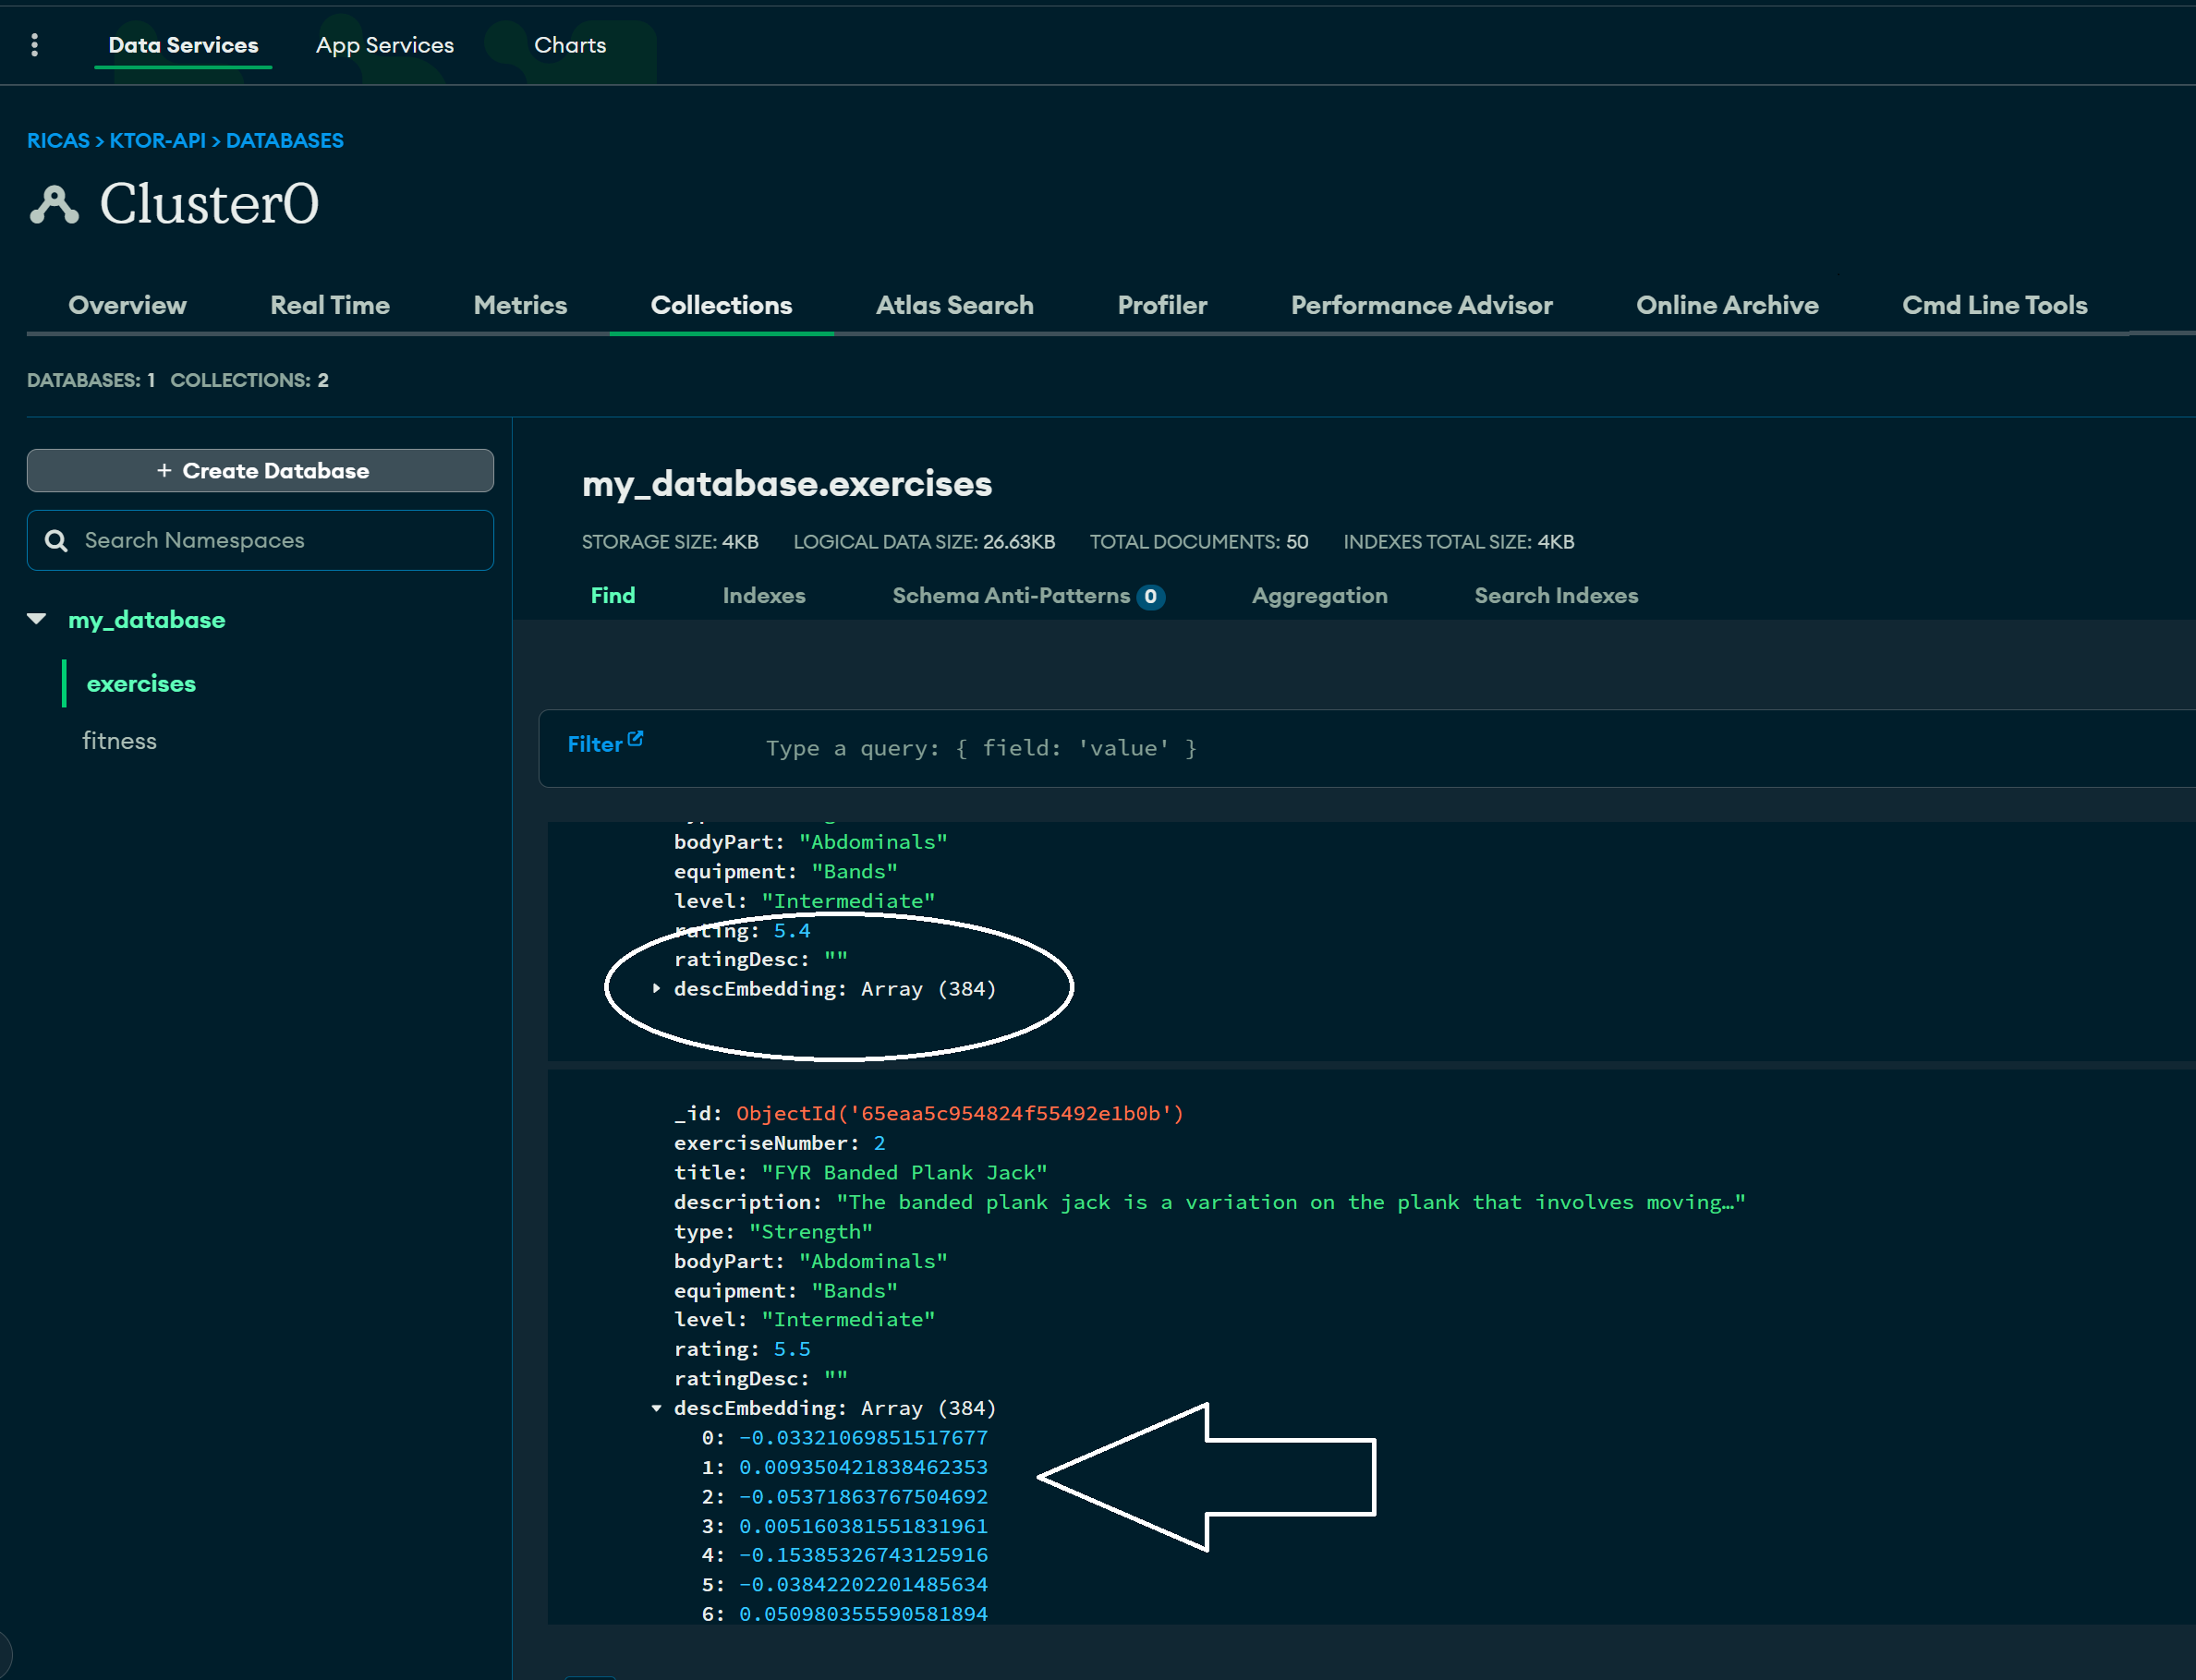 Data Services App Services Charts
RICAS > KTOR-API > DATABASES
Cluster0
Overview Real Time Metrics Collections Atlas Search Profiler Performance Advisor Online Archive Cmd Line Tools
DATABASES: 1 COLLECTIONS: 2
+ Create Database
Search Namespaces
my_database
exercises
fitness
my_database.exercises
STORAGE SIZE: 4KB LOGICAL DATA SIZE: 26.63KB TOTAL DOCUMENTS: 50 INDEXES TOTAL SIZE: 4KB
Find Indexes Schema Anti-Patterns 0 Aggregation Search Indexes
Filter Type a query: { field: 'value' }
bodyPart: "Abdominals"
equipment: "Bands"
level: "Intermediate"
rating: 5.4
ratingDesc: ""
descEmbedding: Array (384)
_id: ObjectId('65eaa5c954824f55492e1b0b')
exerciseNumber: 2
title: "FYR Banded Plank Jack"
description: "The banded plank jack is a variation on the plank that involves moving…"
type: "Strength"
bodyPart: "Abdominals"
equipment: "Bands"
level: "Intermediate"
rating: 5.5
ratingDesc: ""
descEmbedding: Array (384)
0: -0.03321069851517677
1: 0.009350421838462353
2: -0.05371863767504692
3: 0.005160381551831961
4: -0.15385326743125916
5: -0.03842202201485634
6: 0.050980355590581894